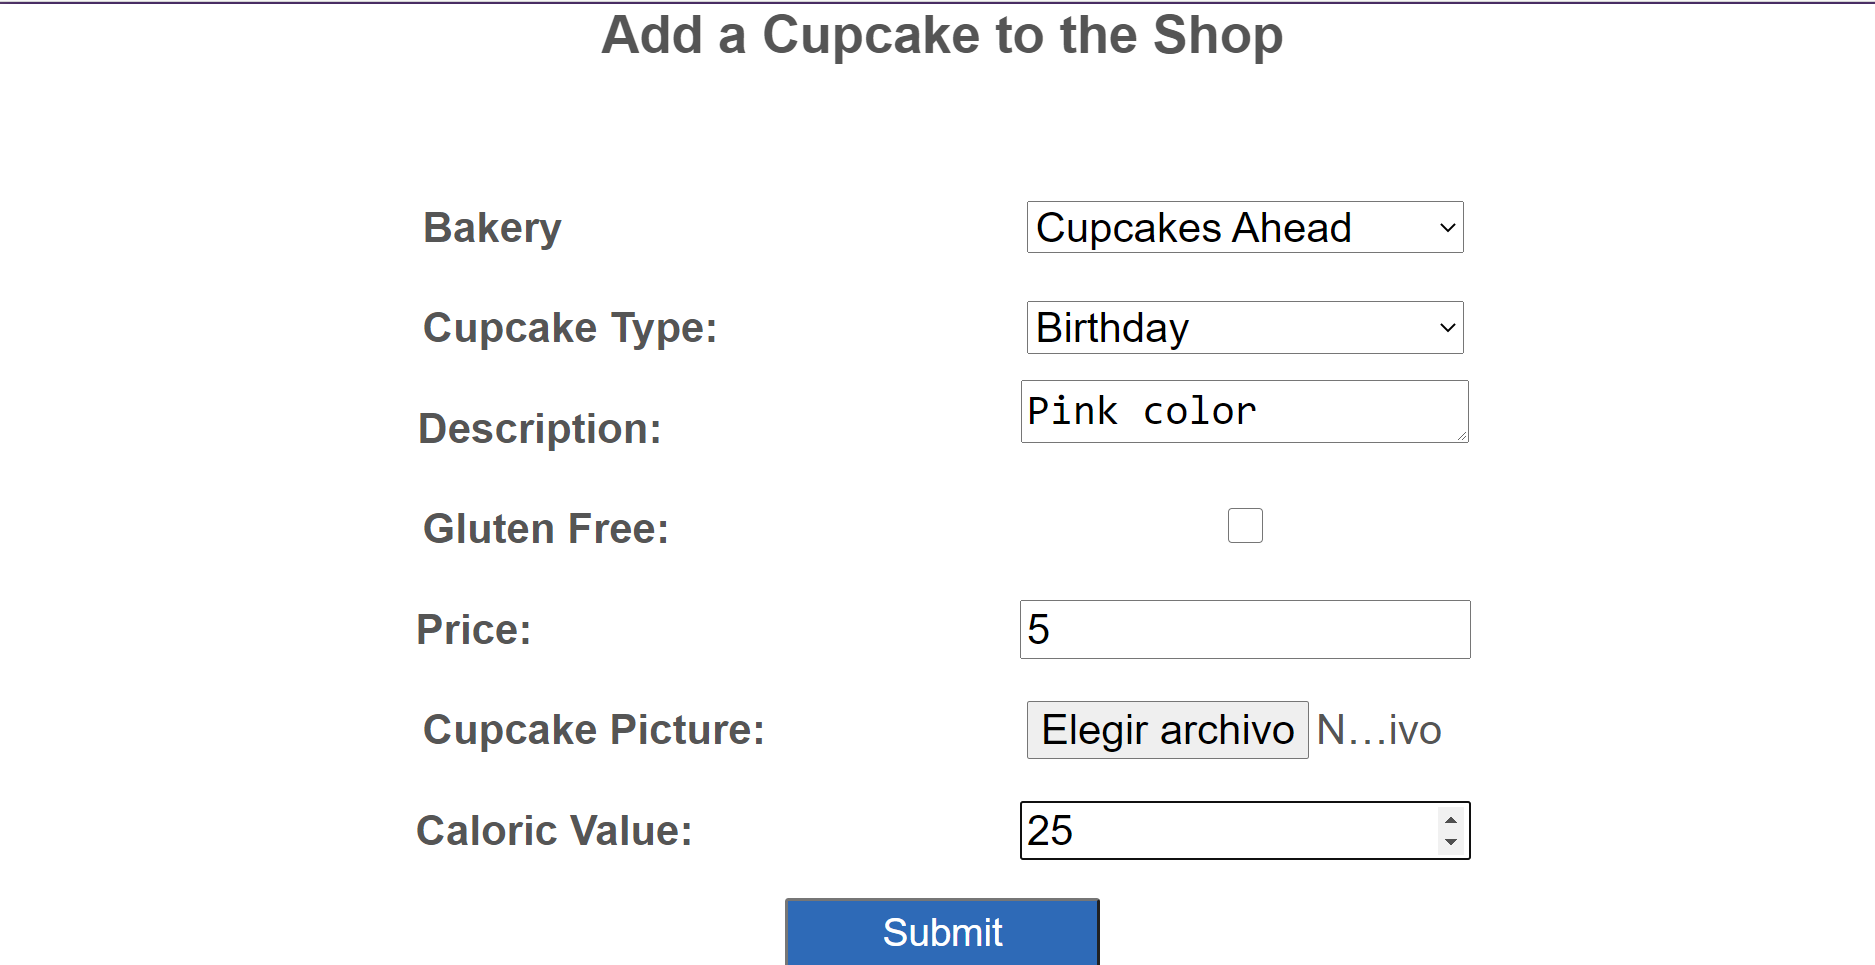 Add a Cupcake to the Shop
Bakery Cupcakes Ahead
Cupcake Type: Birthday
Description: Pink color
Gluten Free:
Price: 5
Cupcake Picture: Elegir archivo N...ivo
Caloric Value: 25
Submit